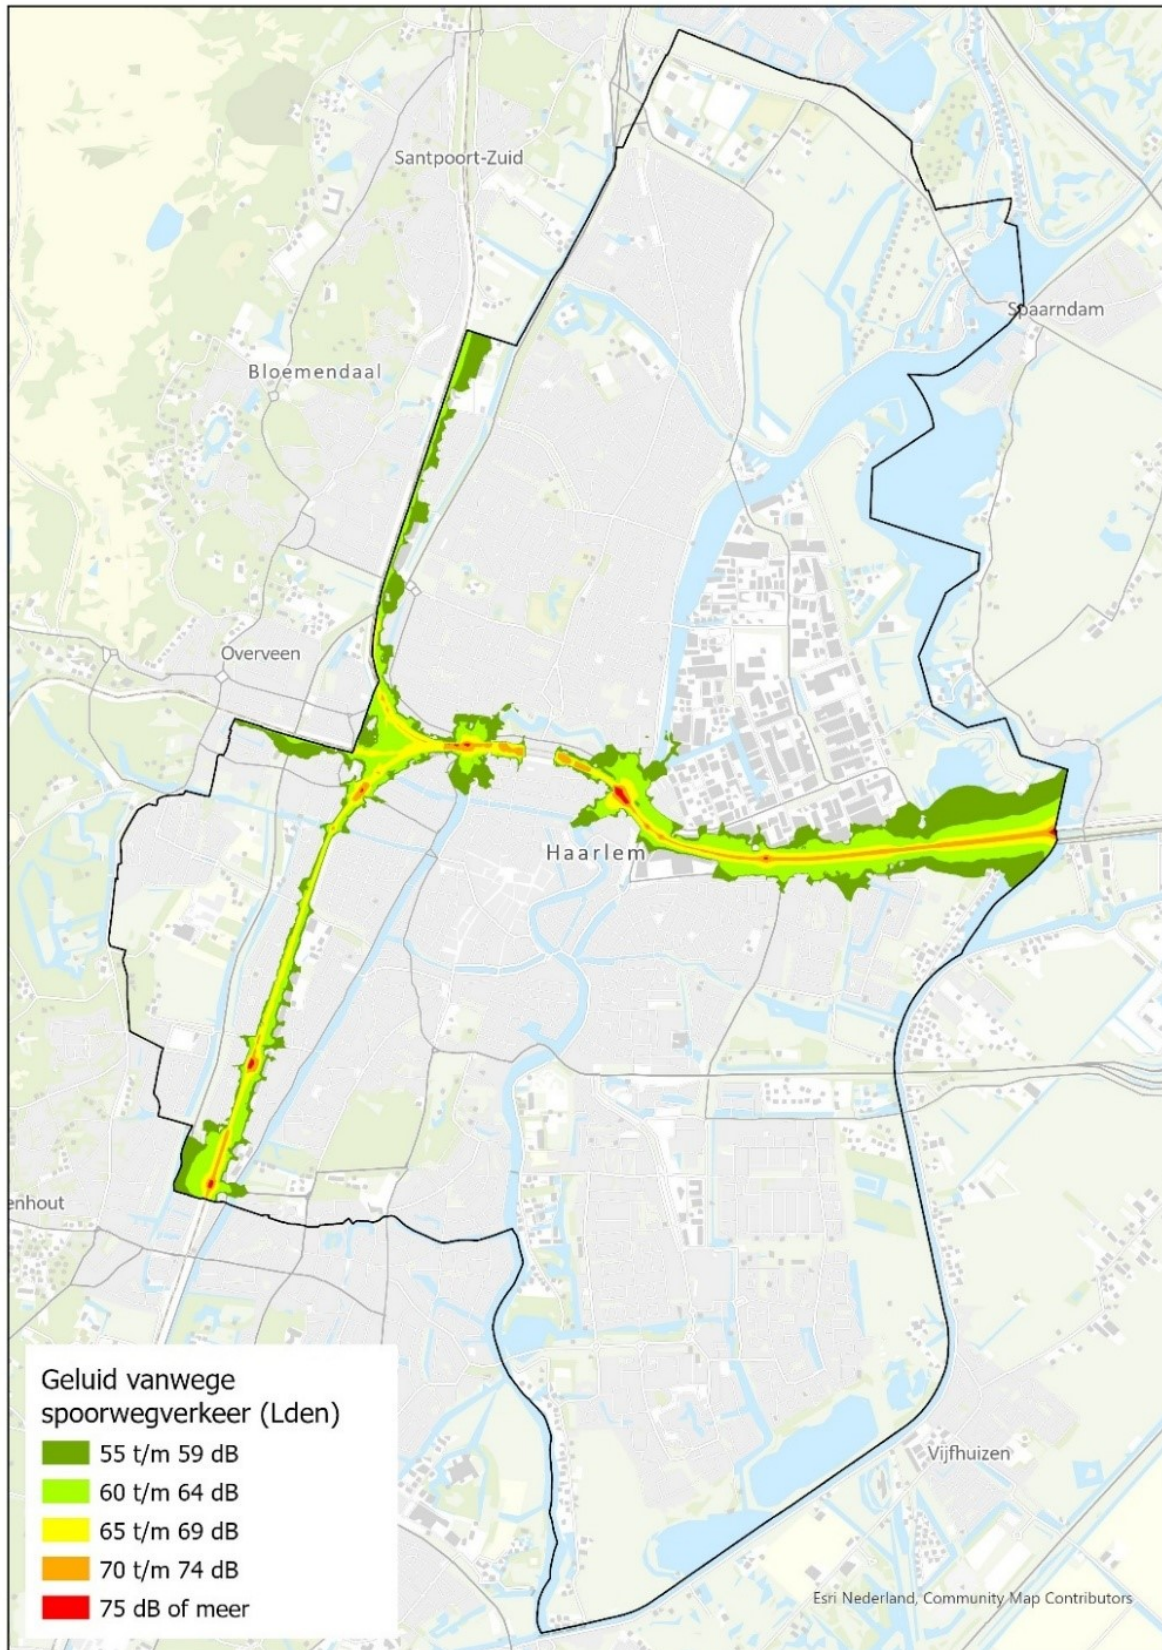 Santpoort-Zuid
Spaarndam
Bloemendaal
Overveen
Haarlem
enhout
Geluid vanwege
spoorwegverkeer (Lden)
55 t/m 59 dB
60 t/m 64 dB
65 t/m 69 dB
70 t/m 74 dB
75 dB of meer
Vijfhuizen
Esri Nederland, Community Map Contributors